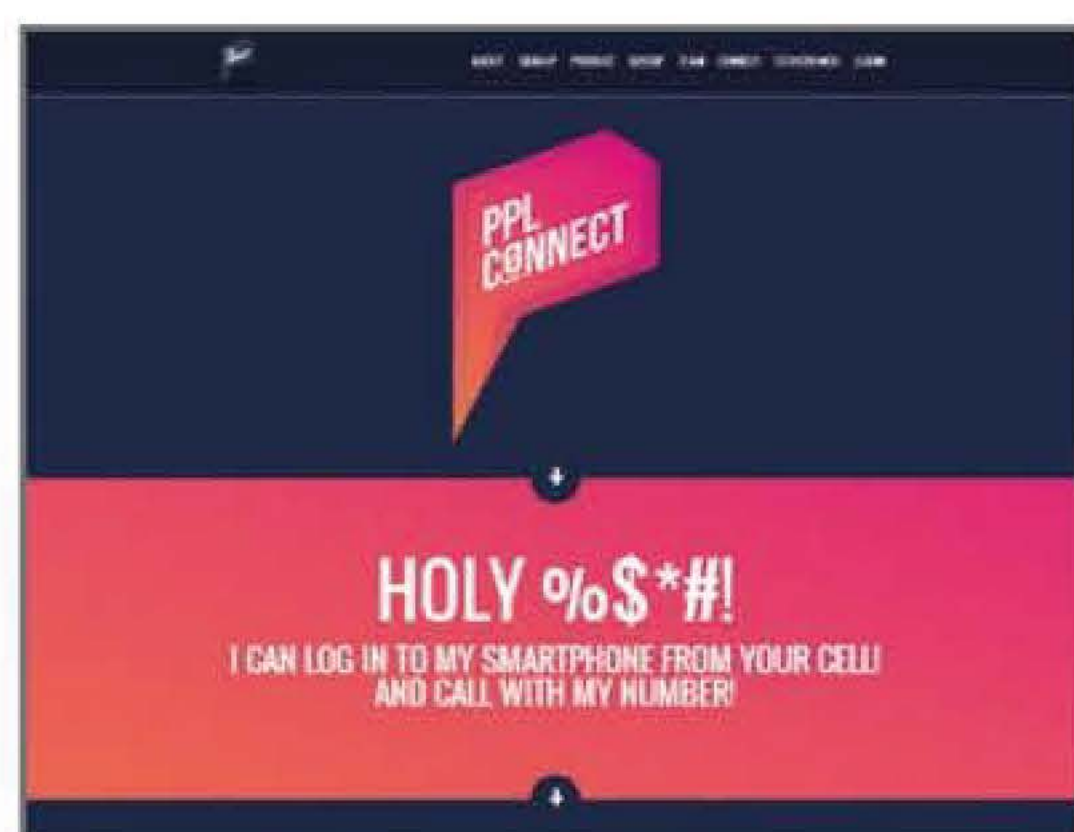 PPL
CONNECT
HOLY %$*#!
I CAN LOG IN TO MY SMARTPHONE FROM YOUR CELL!
AND CALL WITH MY NUMBER!